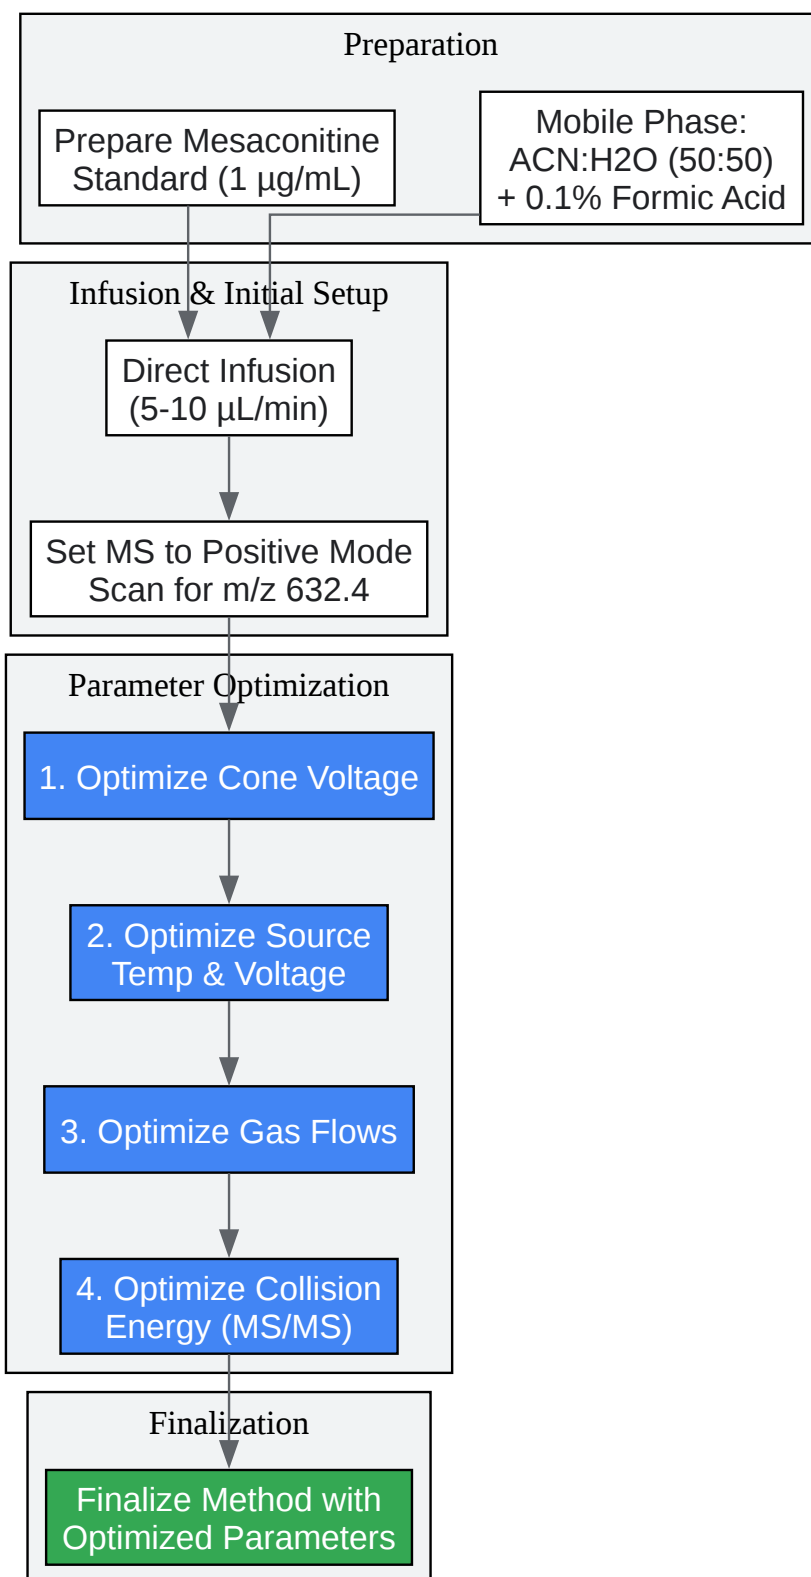 Preparation
Prepare Mesaconitine
Standard (1 µg/mL)
Mobile Phase:
ACN:H2O (50:50)
+ 0.1% Formic Acid
Infusion & Initial Setup
Direct Infusion
(5-10 µL/min)
Set MS to Positive Mode
Scan for m/z 632.4
Parameter Optimization
1. Optimize Cone Voltage
2. Optimize Source
Temp & Voltage
3. Optimize Gas Flows
4. Optimize Collision
Energy (MS/MS)
Finalization
Finalize Method with
Optimized Parameters